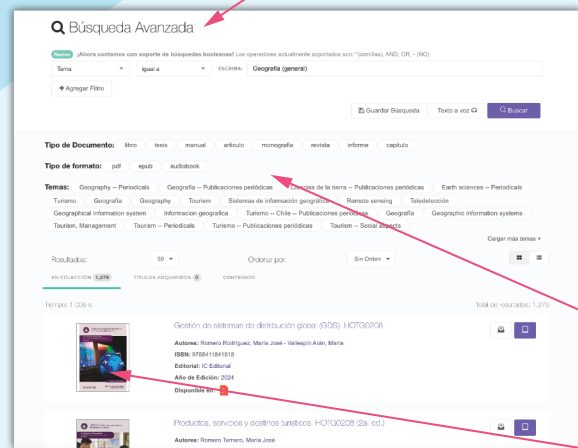 Búsqueda Avanzada
Nuevo ¡Ahora contamos con soporte de búsquedas booleanas! Los operadores actualmente soportados son: "(comillas), AND, OR, - (NO)
Tema igual a ESCRIBA: Geografía (general)
+ Agregar Filtro
Guardar Búsqueda Texto a voz Buscar
Tipo de Documento: libro tesis manual articulo monografia revista informe capitulo
Tipo de formato: pdf epub audiobook
Temas: Geography -- Periodicals Geografía -- Publicaciones periódicas Ciencias de la tierra -- Publicaciones periódicas Earth sciences -- Periodicals
Turismo Geografía Geography Tourism Sistemas de información geográfica Remote sensing Teledetección
Geographical information system Informacion geografica Turismo -- Chile -- Publicaciones periódicas Geografía Geographic information systems
Tourism, Management Tourism -- Periodicals Turismo -- Publicaciones periódicas Tourism -- Social aspects
Cargar más temas +
Resultados: 50 Ordenar por: Sin Orden
EN COLECCIÓN 1,279 TÍTULOS ADQUIRIDOS 0 CONTENIDO
Total de resultados: 1,279
Gestión de sistemas de distribución global (GDS). HOTG0208
Autores: Romero Rodríguez, María José - Vallespín Arán, María
ISBN: 9788411841818
Editorial: IC Editorial
Año de Edición: 2024
Disponible en:
Productos, servicios y destinos turísticos. HOTG0208 (2a. ed.)
Autores: Romero Ternero, María José